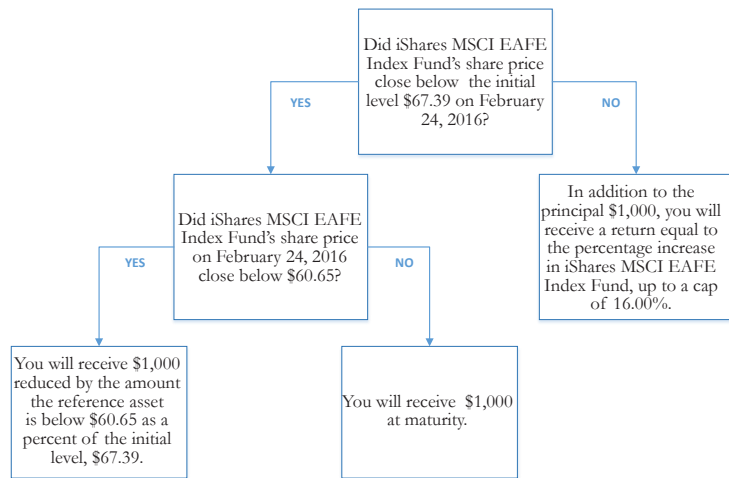 Did iShares MSCI EAFE
Index Fund's share price
close below the initial
level $67.39 on February
24, 2016?
YES
NO
Did iShares MSCI EAFE
Index Fund's share price
on February 24, 2016
close below $60.65?
In addition to the
principal $1,000, you will
receive a return equal to
the percentage increase
in iShares MSCI EAFE
Index Fund, up to a cap
of 16.00%.
YES
NO
You will receive $1,000
reduced by the amount
the reference asset
is below $60.65 as a
percent of the initial
level, $67.39.
You will receive $1,000
at maturity.